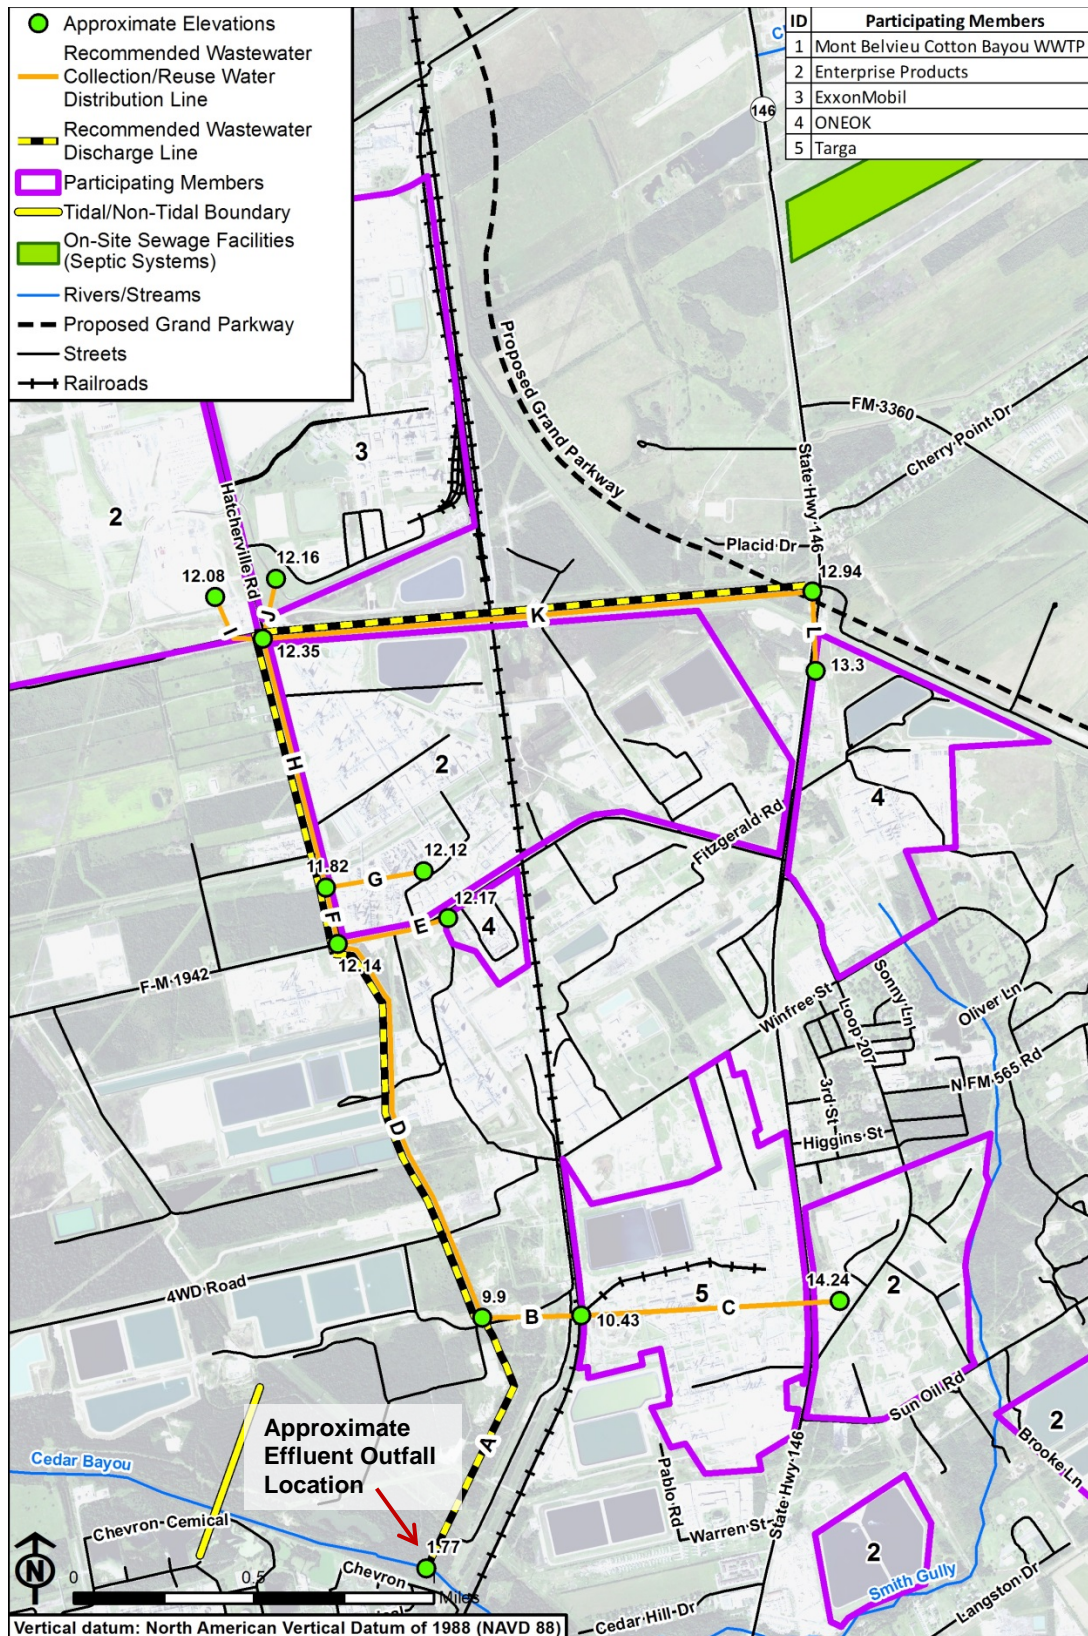 Approximate Elevations
Recommended Wastewater
Collection/Reuse Water
Distribution Line
Recommended Wastewater
Discharge Line
Participating Members
Tidal/Non-Tidal Boundary
On-Site Sewage Facilities
(Septic Systems)
Rivers/Streams
Proposed Grand Parkway
Streets
Railroads
ID Participating Members
1 Mont Belvieu Cotton Bayou WWTP
2 Enterprise Products
3 ExxonMobil
4 ONEOK
5 Targa
146
Proposed Grand Parkway
FM 3360
Cherry Point Dr
State Hwy 146
Placid Dr
3
2
Hatcherville Rd
12.08
12.16
12.94
I
J
K
L
12.35
13.3
H
2
4
Fitzgerald Rd
12.12
11.82
G
12.17
F
E
4
12.14
F-M 1942
Winfree St
Sonny Ln
Loop 207
Oliver Ln
N FM 565 Rd
3rd St
Higgins St
D
4WD Road
9.9
B
10.43
5
C
14.24
2
Sun Oil Rd
2
Brooke Ln
A
Approximate
Effluent Outfall
Location
Cedar Bayou
Chevron Cemical
1.77
Chevron
Pablo Rd
State Hwy 146
Warren St
2
Smith Gully
Langston Dr
Cedar Hill Dr
N
0 0.5
Miles
Vertical datum: North American Vertical Datum of 1988 (NAVD 88)